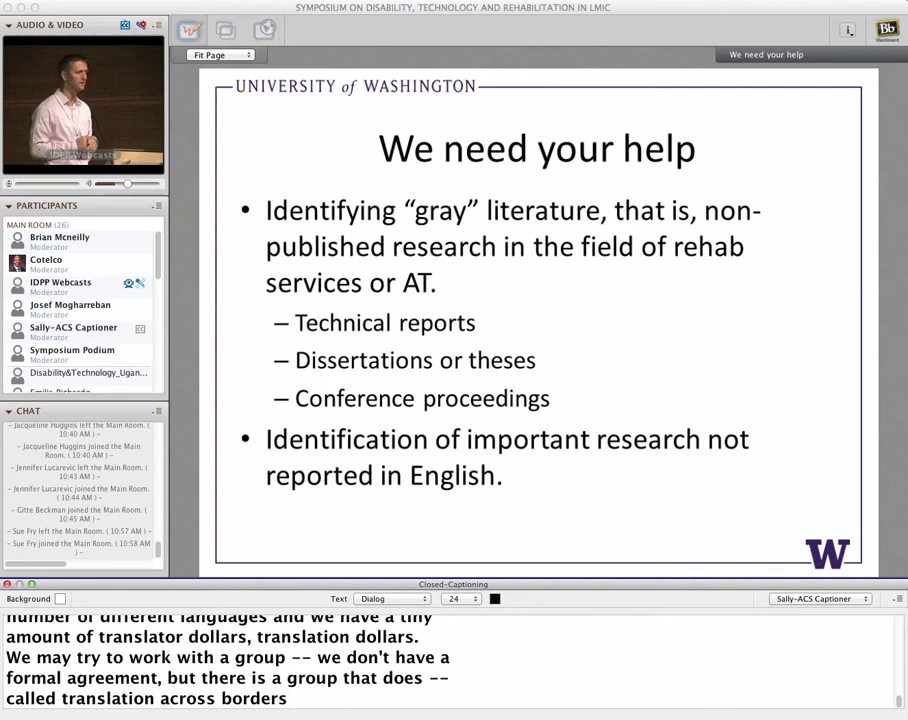 SYMPOSIUM ON DISABILITY, TECHNOLOGY AND REHABILITATION IN LMIC
AUDIO & VIDEO
IDPP Webcasts
PARTICIPANTS
MAIN ROOM (26)
Brian Mcneilly
Moderator
Cotelco
Moderator
IDPP Webcasts
Moderator
Josef Mogharreban
Moderator
Sally-ACS Captioner
Moderator
Symposium Podium
Moderator
Disability&Technology_Ugan...
CHAT
- Jacqueline Huggins left the Main Room. (
10:40 AM ) -
- Jacqueline Huggins joined the Main
Room. ( 10:40 AM ) -
- Jennifer Lucarevic left the Main Room. (
10:43 AM ) -
- Jennifer Lucarevic joined the Main Room.
( 10:44 AM ) -
- Gitte Beckman joined the Main Room. (
10:45 AM ) -
- Sue Fry left the Main Room. ( 10:57 AM ) -
- Sue Fry joined the Main Room. ( 10:58 AM
) -
Fit Page
We need your help
Bb
Blackboard
UNIVERSITY of WASHINGTON
We need your help
• Identifying “gray” literature, that is, non-
published research in the field of rehab
services or AT.
– Technical reports
– Dissertations or theses
– Conference proceedings
• Identification of important research not
reported in English.
W
Closed-Captioning
Background Text Dialog 24 Sally-ACS Captioner
number of different languages and we have a tiny
amount of translator dollars, translation dollars.
We may try to work with a group -- we don't have a
formal agreement, but there is a group that does --
called translation across borders